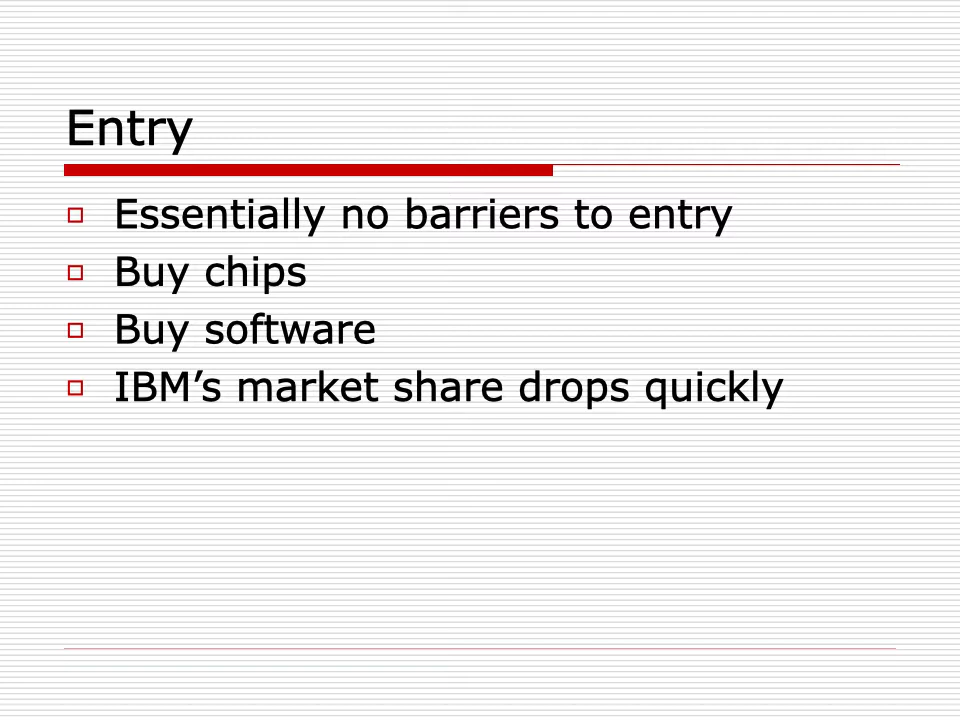 Entry
Essentially no barriers to entry
Buy chips
Buy software
IBM’s market share drops quickly